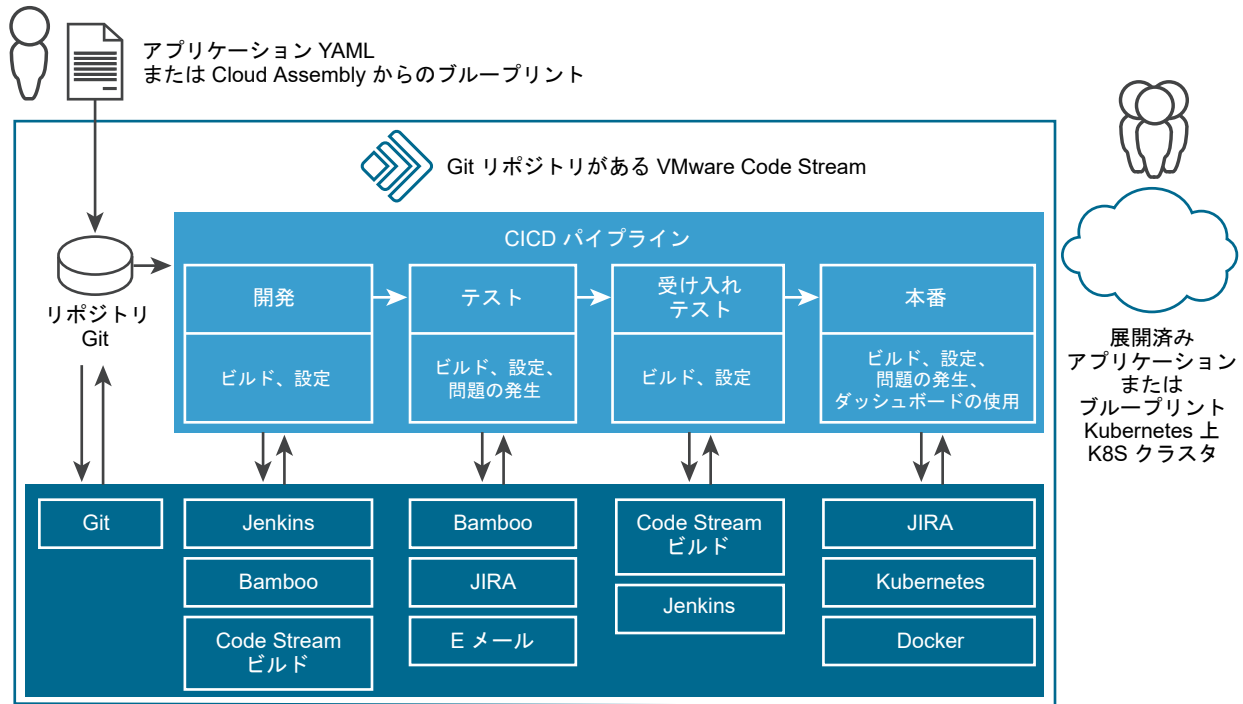 アプリケーション YAML
または Cloud Assembly からのブループリント
Git リポジトリがある VMware Code Stream
CICD パイプライン
リポジトリ
Git
開発
ビルド、設定
テスト
ビルド、設定、
問題の発生
受け入れ
テスト
ビルド、設定
本番
ビルド、設定、
問題の発生、
ダッシュボードの使用
展開済み
アプリケーション
または
ブループリント
Kubernetes 上
K8S クラスタ
Git
Jenkins
Bamboo
Code Stream
ビルド
Bamboo
JIRA
E メール
Code Stream
ビルド
Jenkins
JIRA
Kubernetes
Docker